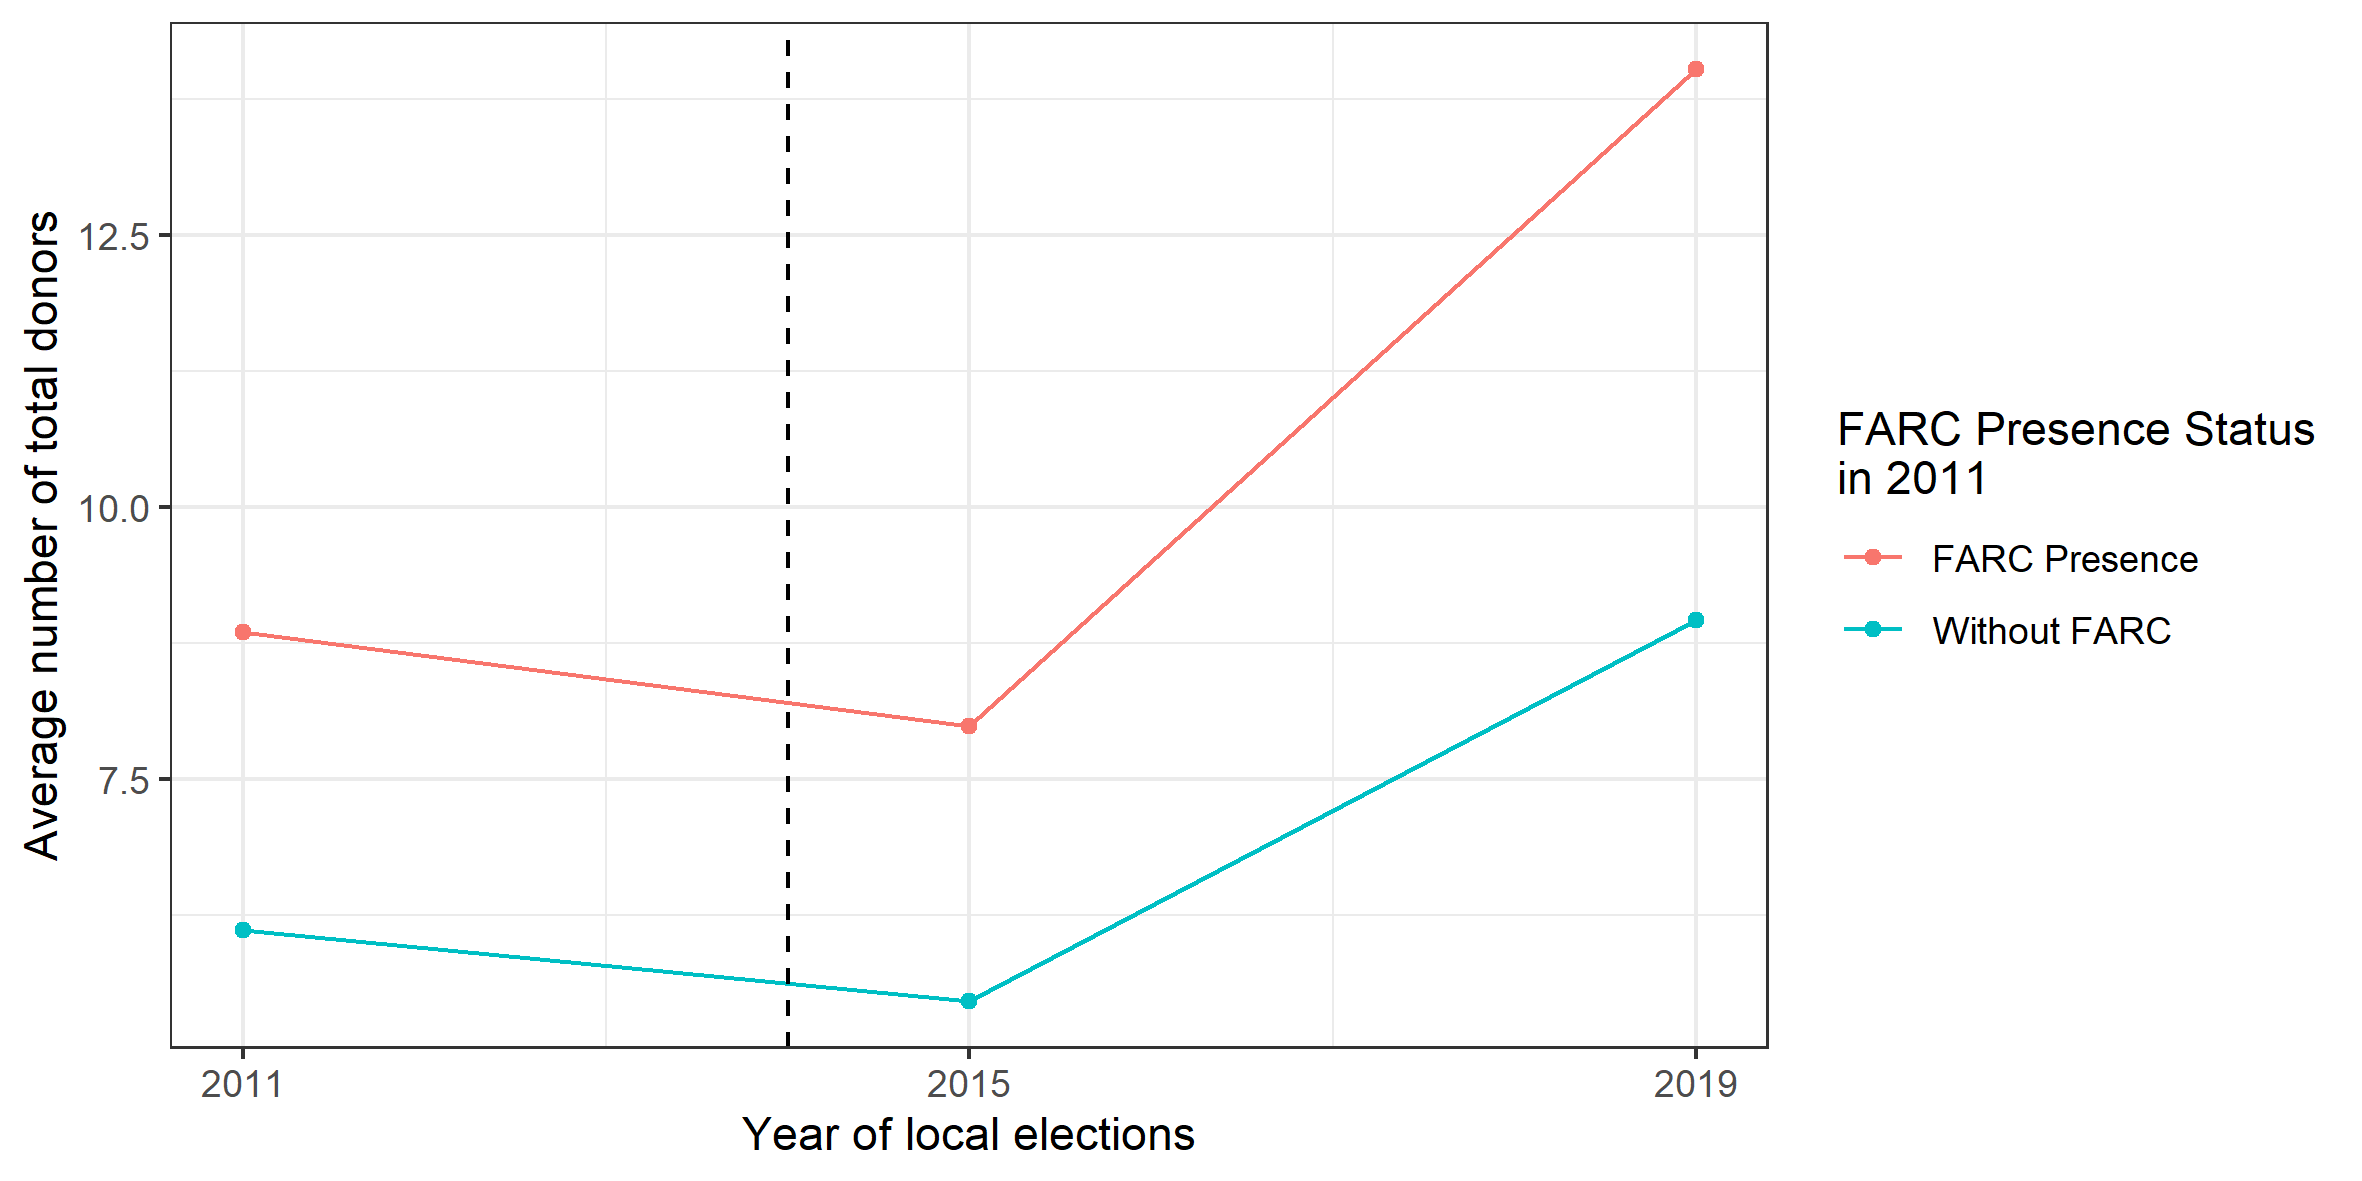 Average number of total donors
12.5
10.0
7.5
2011
2015
2019
Year of local elections
FARC Presence Status
in 2011
FARC Presence
Without FARC